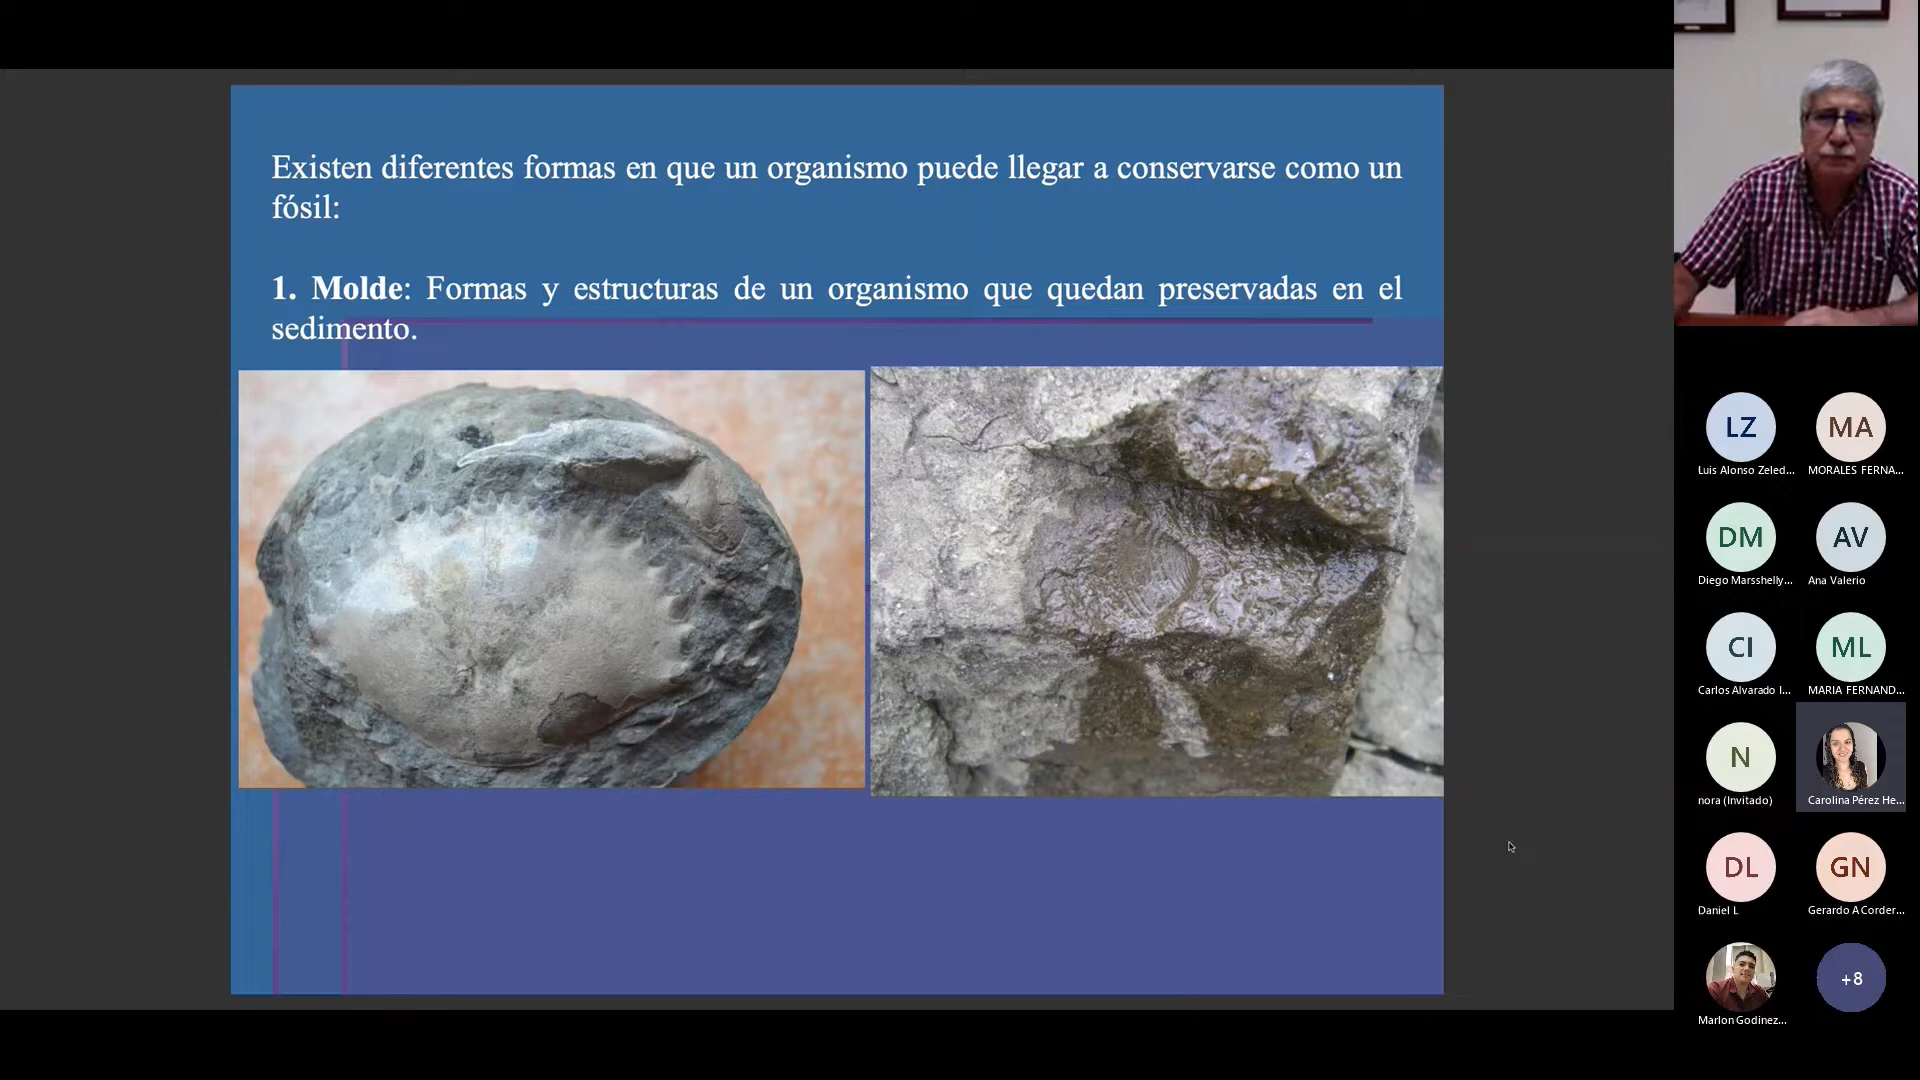 Existen diferentes formas en que un organismo puede llegar a conservarse como un
fósil:
1. Molde: Formas y estructuras de un organismo que quedan preservadas en el
sedimento.
LZ
Luis Alonso Zeled...
MA
MORALES FERNA...
DM
Diego Marsshelly...
AV
Ana Valerio
CI
Carlos Alvarado I...
ML
MARIA FERNAND...
N
nora (Invitado)
Carolina Pérez He...
DL
Daniel L
GN
Gerardo A Corder...
Marlon Godinez...
+8